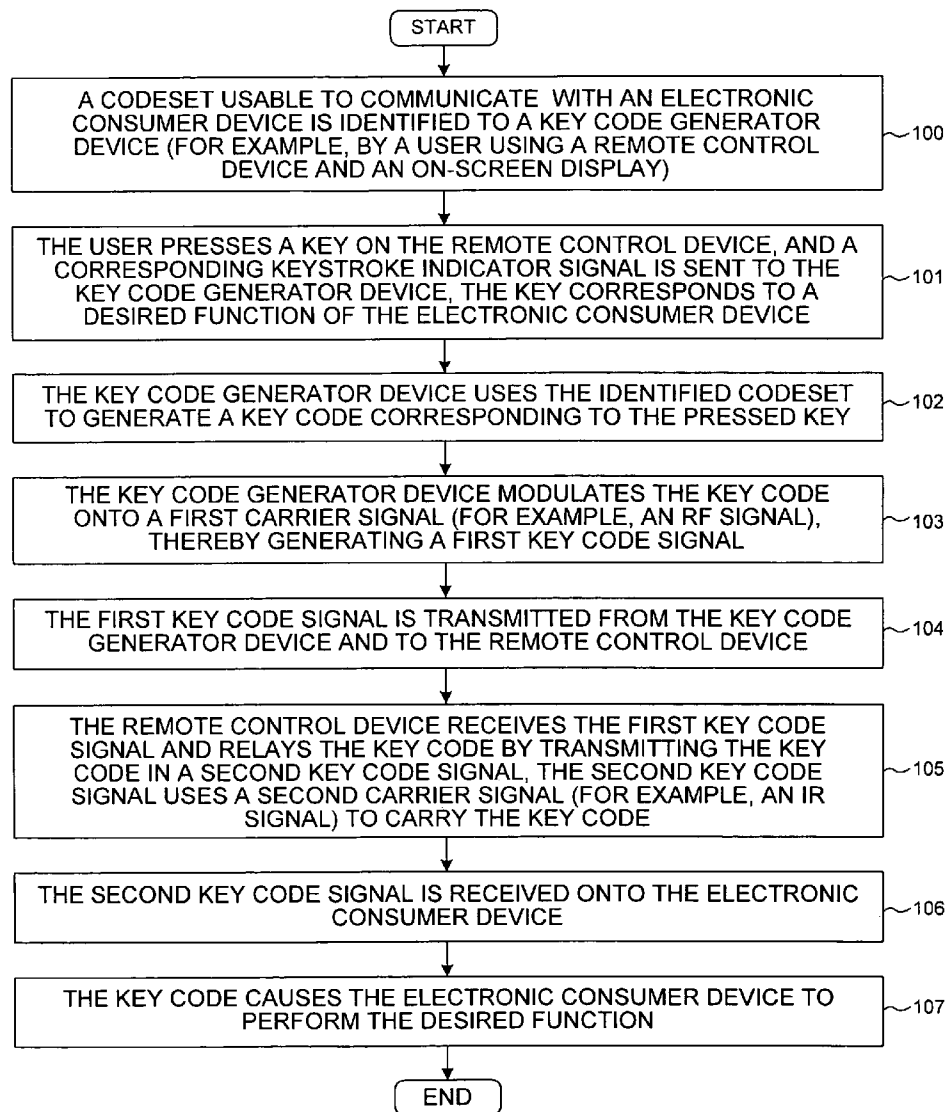 START
A CODESET USABLE TO COMMUNICATE WITH AN ELECTRONIC
CONSUMER DEVICE IS IDENTIFIED TO A KEY CODE GENERATOR
DEVICE (FOR EXAMPLE, BY A USER USING A REMOTE CONTROL
DEVICE AND AN ON-SCREEN DISPLAY)
100
THE USER PRESSES A KEY ON THE REMOTE CONTROL DEVICE, AND A
CORRESPONDING KEYSTROKE INDICATOR SIGNAL IS SENT TO THE
KEY CODE GENERATOR DEVICE, THE KEY CORRESPONDS TO A
DESIRED FUNCTION OF THE ELECTRONIC CONSUMER DEVICE
101
THE KEY CODE GENERATOR DEVICE USES THE IDENTIFIED CODESET
TO GENERATE A KEY CODE CORRESPONDING TO THE PRESSED KEY
102
THE KEY CODE GENERATOR DEVICE MODULATES THE KEY CODE
ONTO A FIRST CARRIER SIGNAL (FOR EXAMPLE, AN RF SIGNAL),
THEREBY GENERATING A FIRST KEY CODE SIGNAL
103
THE FIRST KEY CODE SIGNAL IS TRANSMITTED FROM THE KEY CODE
GENERATOR DEVICE AND TO THE REMOTE CONTROL DEVICE
104
THE REMOTE CONTROL DEVICE RECEIVES THE FIRST KEY CODE
SIGNAL AND RELAYS THE KEY CODE BY TRANSMITTING THE KEY
CODE IN A SECOND KEY CODE SIGNAL, THE SECOND KEY CODE
SIGNAL USES A SECOND CARRIER SIGNAL (FOR EXAMPLE, AN IR
SIGNAL) TO CARRY THE KEY CODE
105
THE SECOND KEY CODE SIGNAL IS RECEIVED ONTO THE ELECTRONIC
CONSUMER DEVICE
106
THE KEY CODE CAUSES THE ELECTRONIC CONSUMER DEVICE TO
PERFORM THE DESIRED FUNCTION
107
END